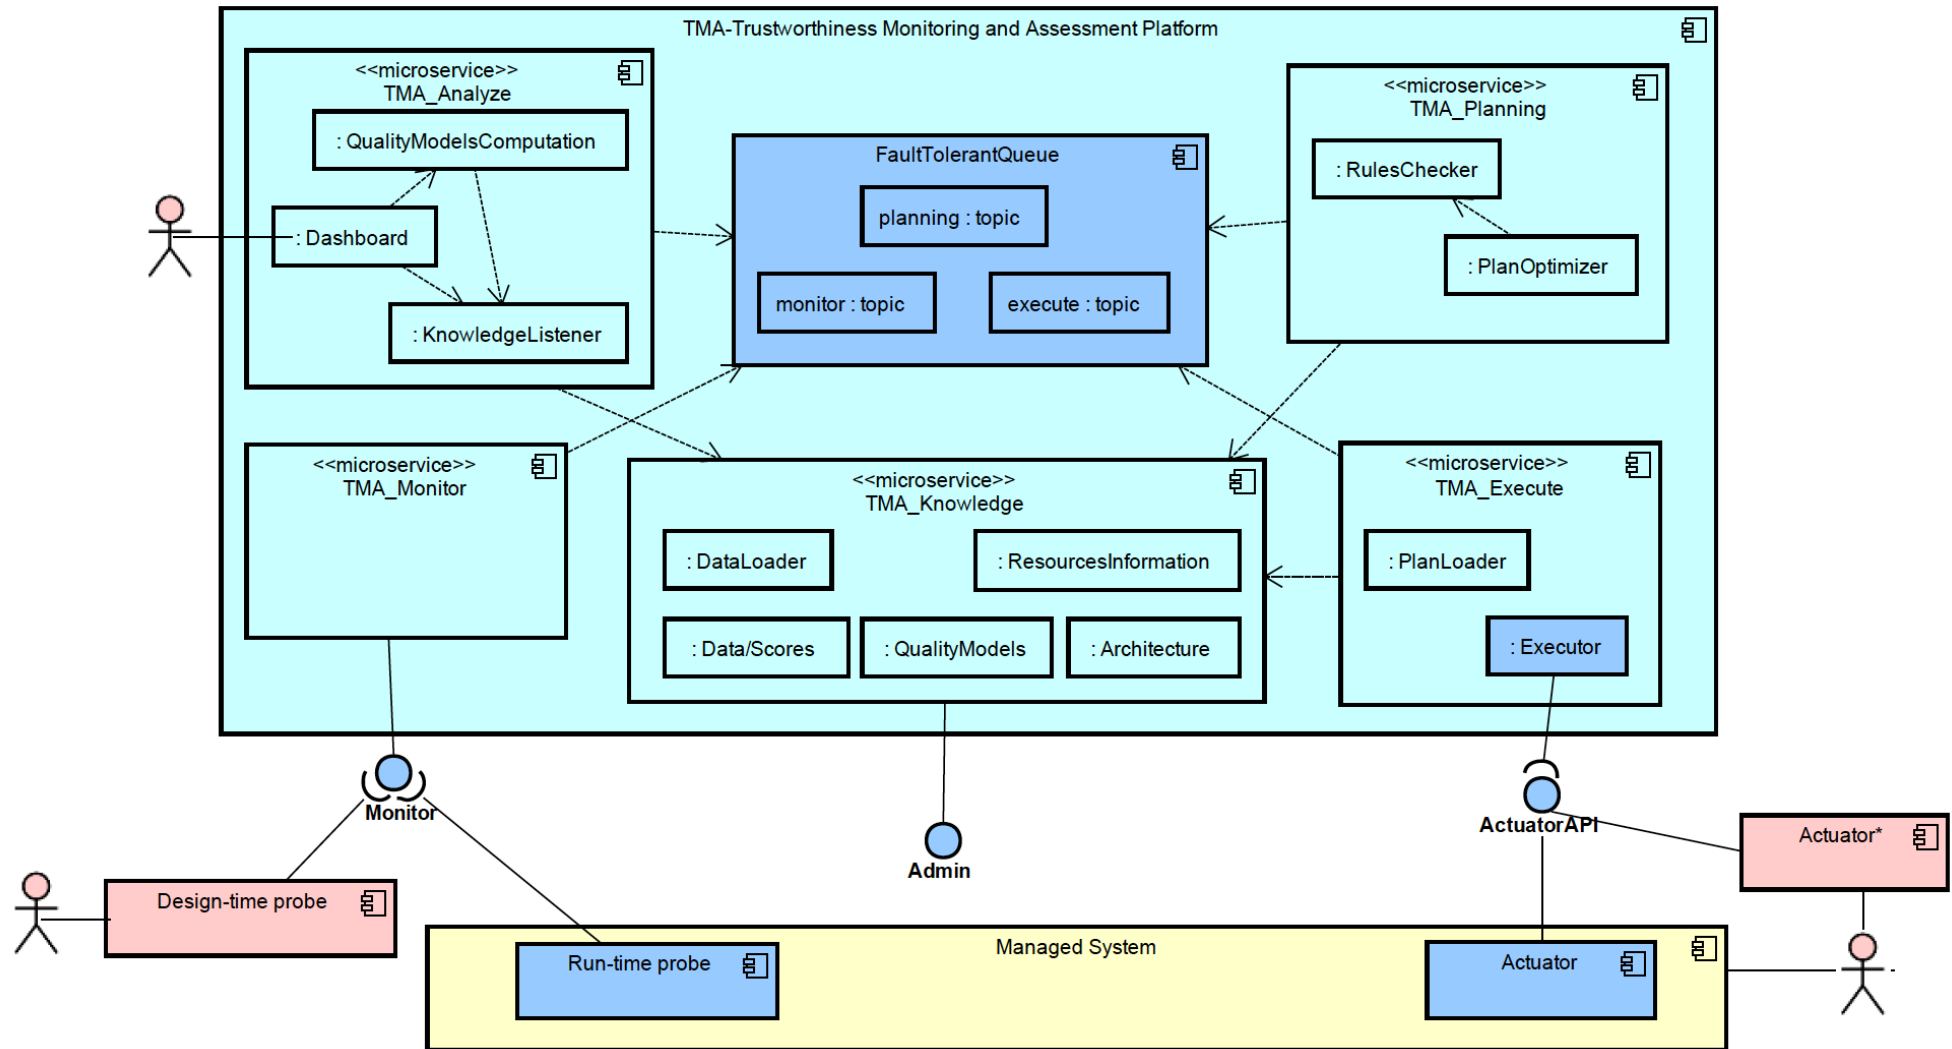 TMA-Trustworthiness Monitoring and Assessment Platform
<<microservice>>
TMA_Analyze
: QualityModelsComputation
: Dashboard
: KnowledgeListener
FaultTolerantQueue
planning : topic
monitor : topic
execute : topic
<<microservice>>
TMA_Planning
: RulesChecker
: PlanOptimizer
<<microservice>>
TMA_Monitor
<<microservice>>
TMA_Knowledge
: DataLoader
: ResourcesInformation
: Data/Scores
: QualityModels
: Architecture
<<microservice>>
TMA_Execute
: PlanLoader
: Executor
Monitor
Admin
ActuatorAPI
Actuator*
Design-time probe
Managed System
Run-time probe
Actuator